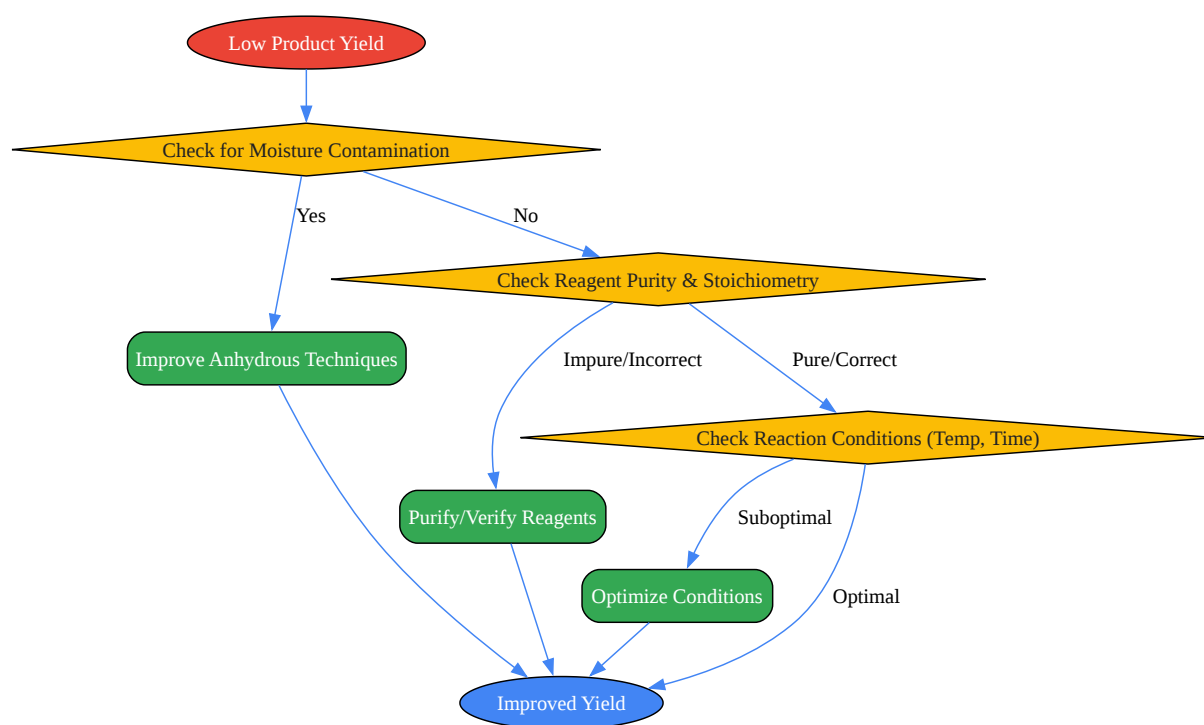 Low Product Yield
Check for Moisture Contamination
Yes
No
Check Reagent Purity & Stoichiometry
Improve Anhydrous Techniques
Impure/Incorrect
Pure/Correct
Check Reaction Conditions (Temp, Time)
Purify/Verify Reagents
Suboptimal
Optimize Conditions
Optimal
Improved Yield